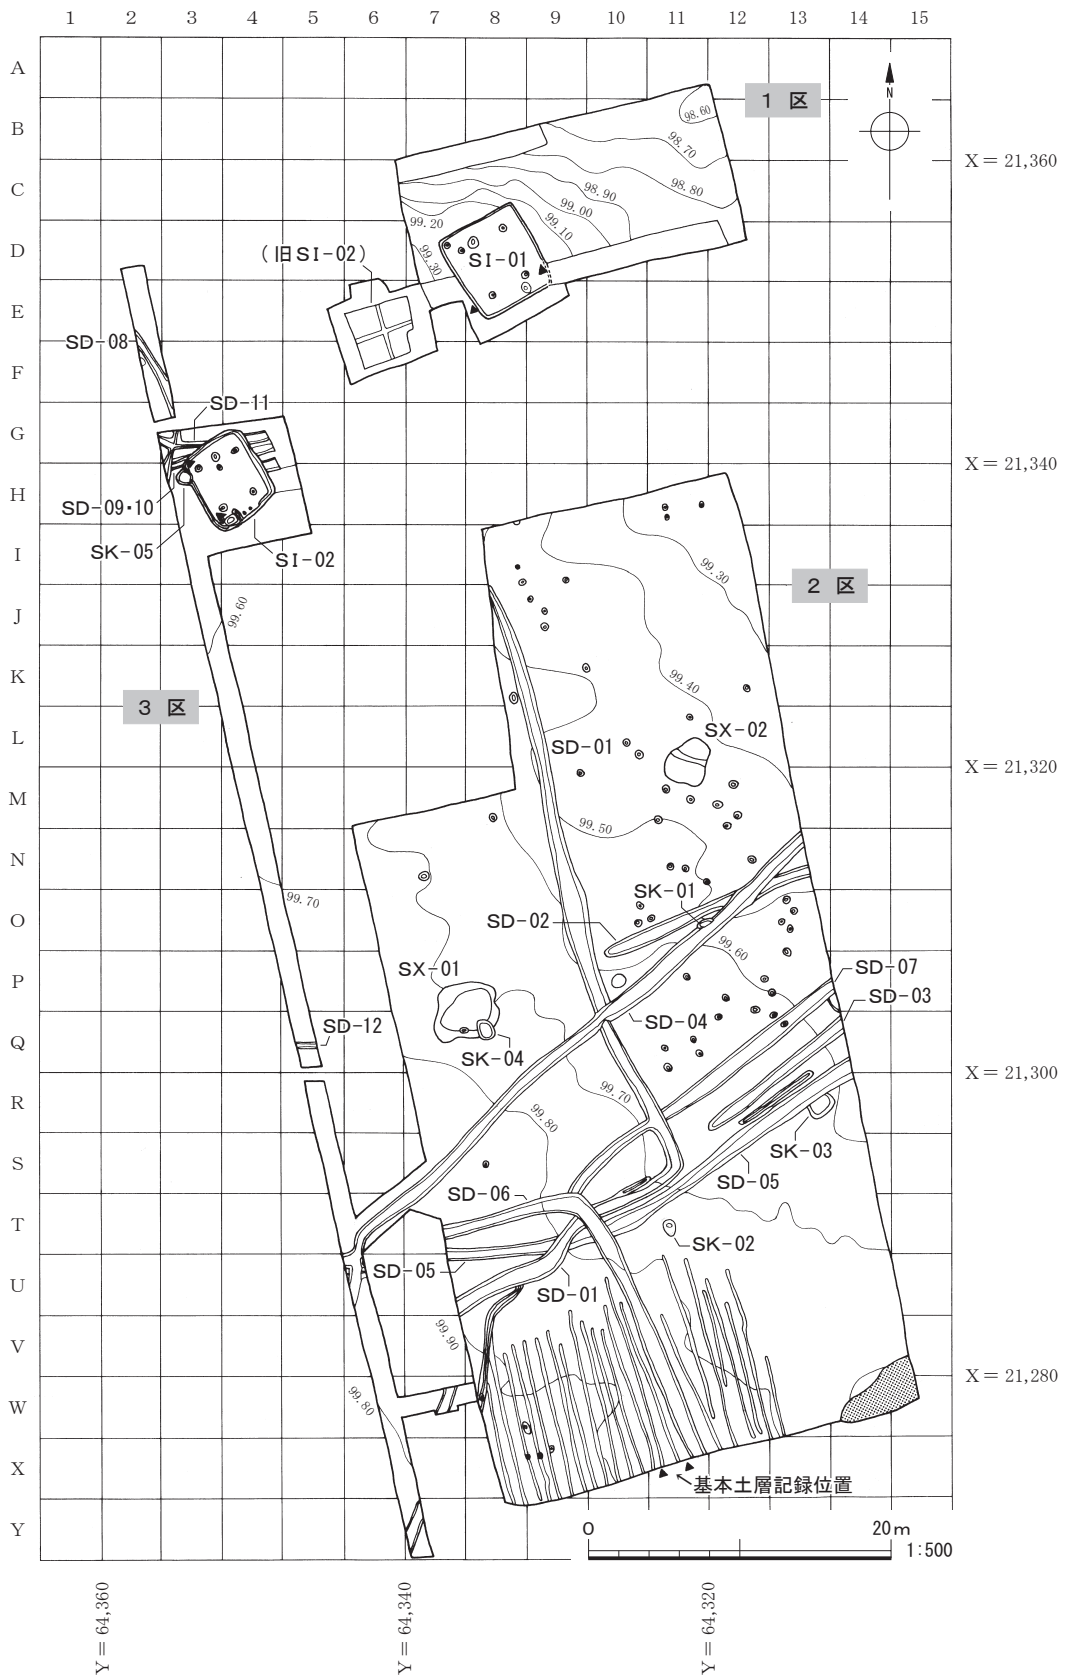 1 2 3 4 5 6 7 8 9 10 11 12 13 14 15
A
B
C
D
E
F
G
H
I
J
K
L
M
N
O
P
Q
R
S
T
U
V
W
X
Y
N
1 区
X = 21,360
98.60
98.70
98.80
98.90
99.00
99.10
99.20
99.30
SI-01
(旧SI-02)
SD-08
SD-11
X = 21,340
SD-09・10
SK-05
SI-02
99.60
3 区
2 区
99.30
99.40
SX-02
SD-01
X = 21,320
99.50
99.70
SK-01
SD-02
99.60
SX-01
SD-07
SD-03
SD-12
SD-04
SK-04
X = 21,300
99.70
99.80
SK-03
SD-05
SD-06
SK-02
SD-05
SD-01
99.90
X = 21,280
99.80
基本土層記録位置
0 20m
1:500
Y = 64,360
Y = 64,340
Y = 64,320